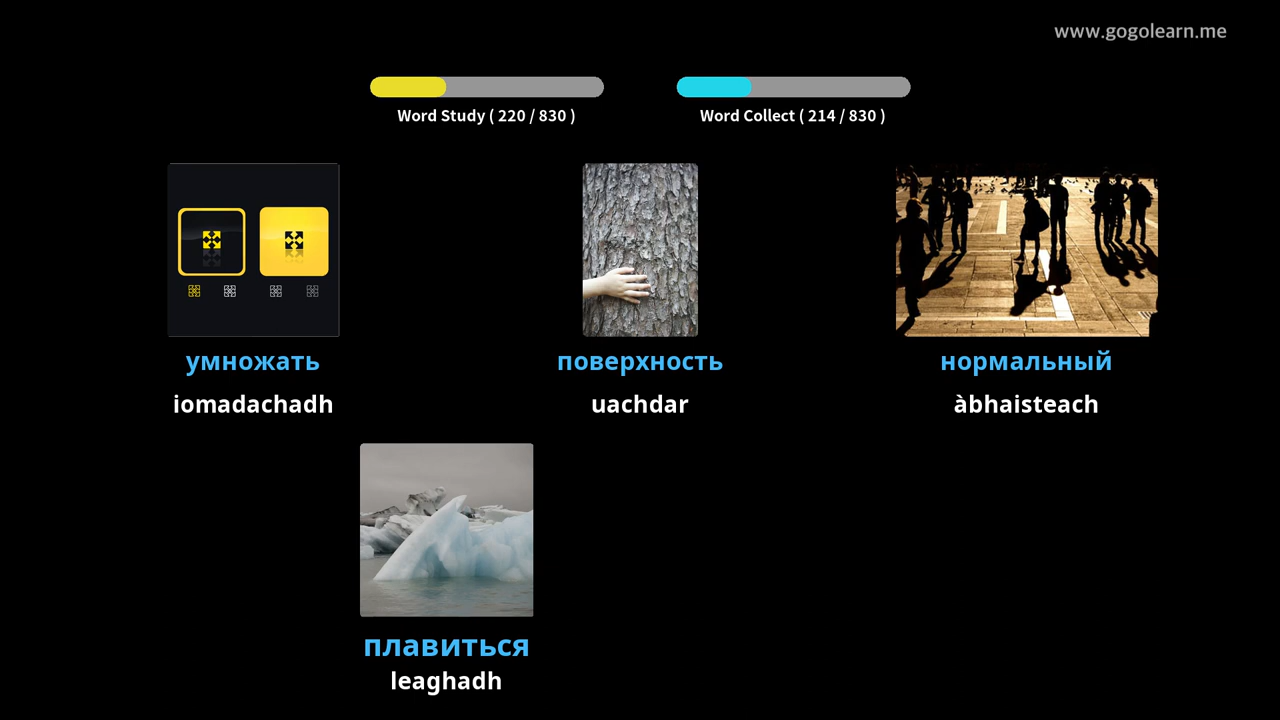 www.gogolearn.me
Word Study ( 220 / 830 )
Word Collect ( 214 / 830 )
умножать
iomadachadh
поверхность
uachdar
нормальный
àbhaisteach
плавиться
leaghadh